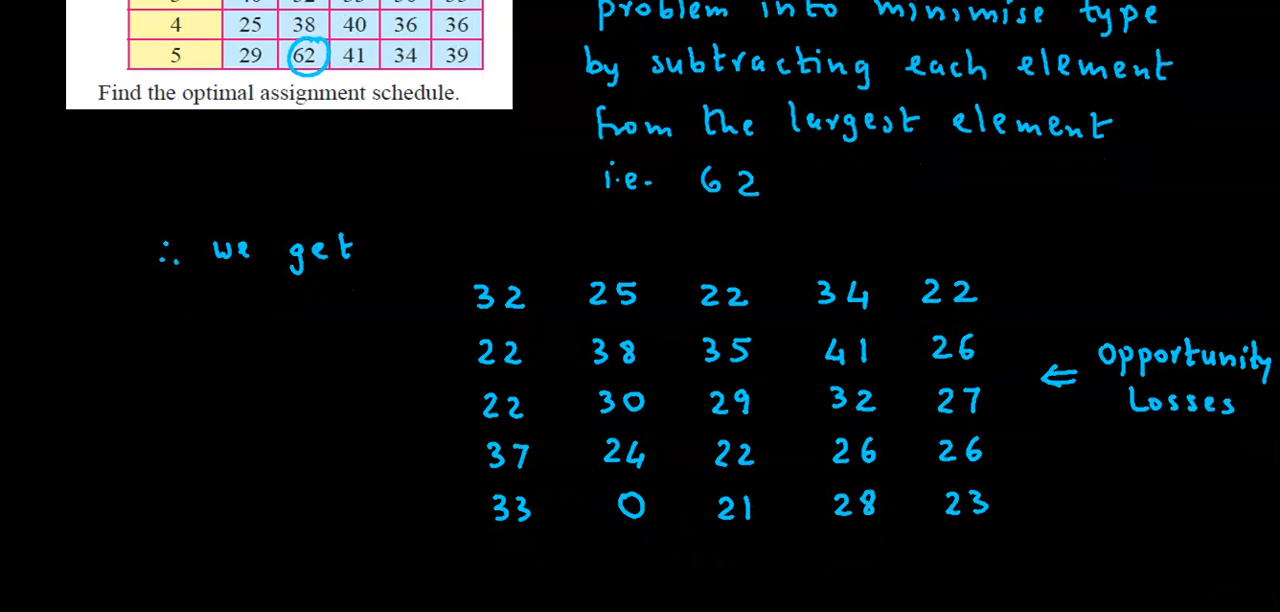 4 25 38 40 36 36
5 29 62 41 34 39
Find the optimal assignment schedule.
problem into minimise type
by subtracting each element
from the largest element
i.e. 62
∴ we get
32 25 22 34 22
22 38 35 41 26
22 30 29 32 27
37 24 22 26 26
33 0 21 28 23
⇐ Opportunity
Losses